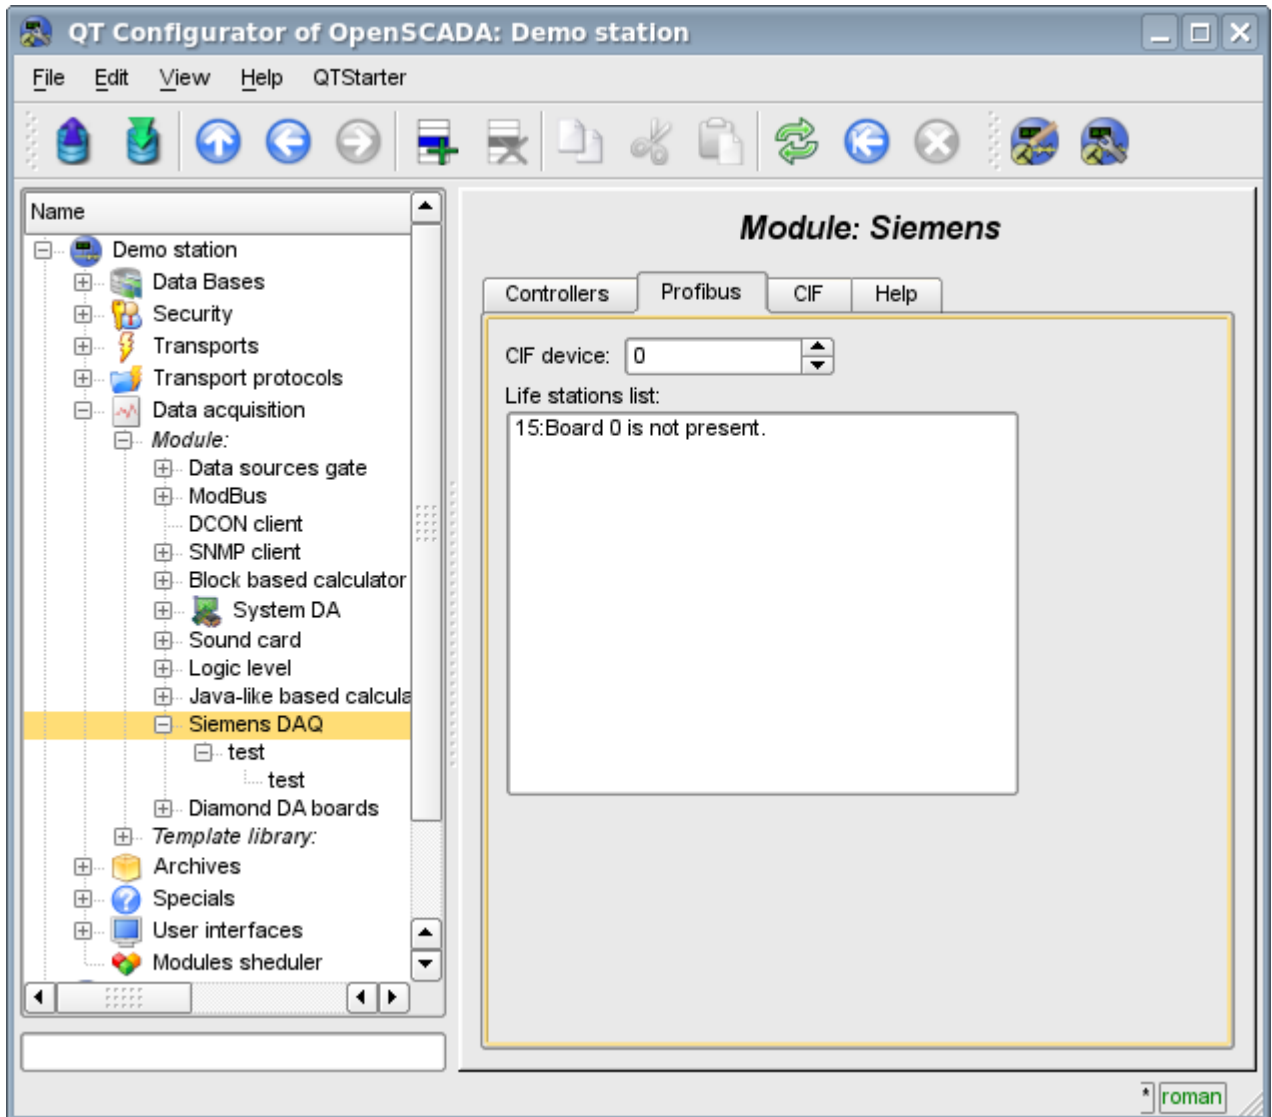 QT Configurator of OpenSCADA: Demo station
File Edit View Help QTStarter
Name
Demo station
Data Bases
Security
Transports
Transport protocols
Data acquisition
Module:
Data sources gate
ModBus
DCON client
SNMP client
Block based calculator
System DA
Sound card
Logic level
Java-like based calcula
Siemens DAQ
test
test
Diamond DA boards
Template library:
Archives
Specials
User interfaces
Modules sheduler
Module: Siemens
Controllers Profibus CIF Help
CIF device: 0
Life stations list:
15:Board 0 is not present.
* roman